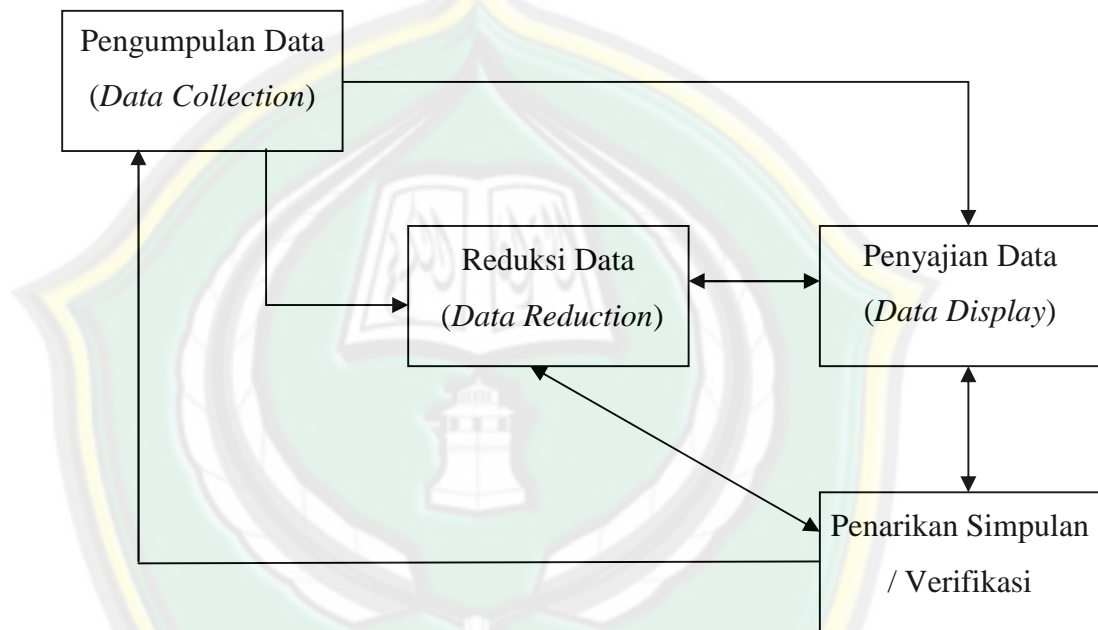 Pengumpulan Data
(Data Collection)
Reduksi Data
(Data Reduction)
Penyajian Data
(Data Display)
Penarikan Simpulan
/ Verifikasi